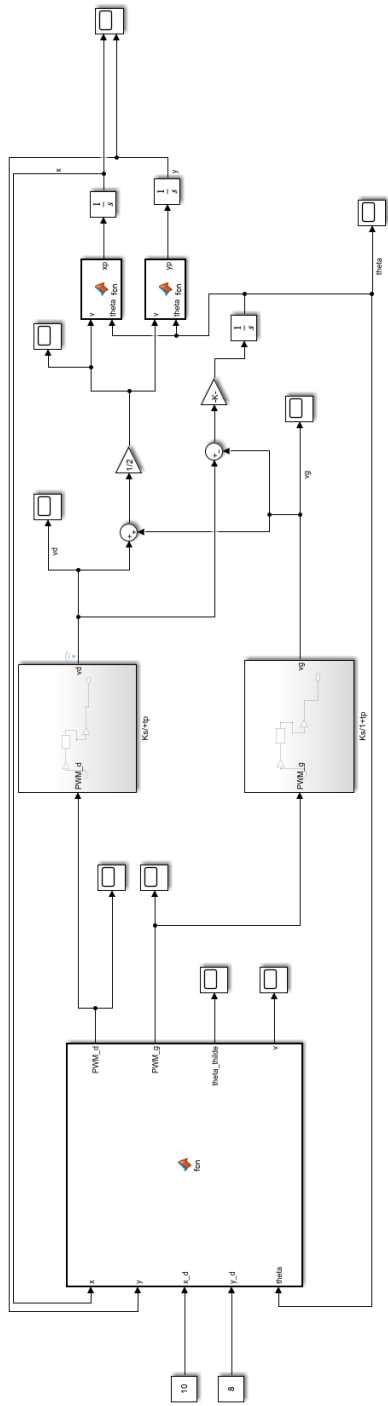 10
8
x
y
x_d
y_d
theta
fcn
PWM_d
PWM_g
theta_thilde
v
PWM_d
vd
Ks/+tp
PWM_g
vg
Ks/1+tp
vd
vg
+
+
+
-
1/2
-K-
1
s
v
theta
fcn
xp
v
theta
fcn
yp
1
s
1
s
x
y
theta